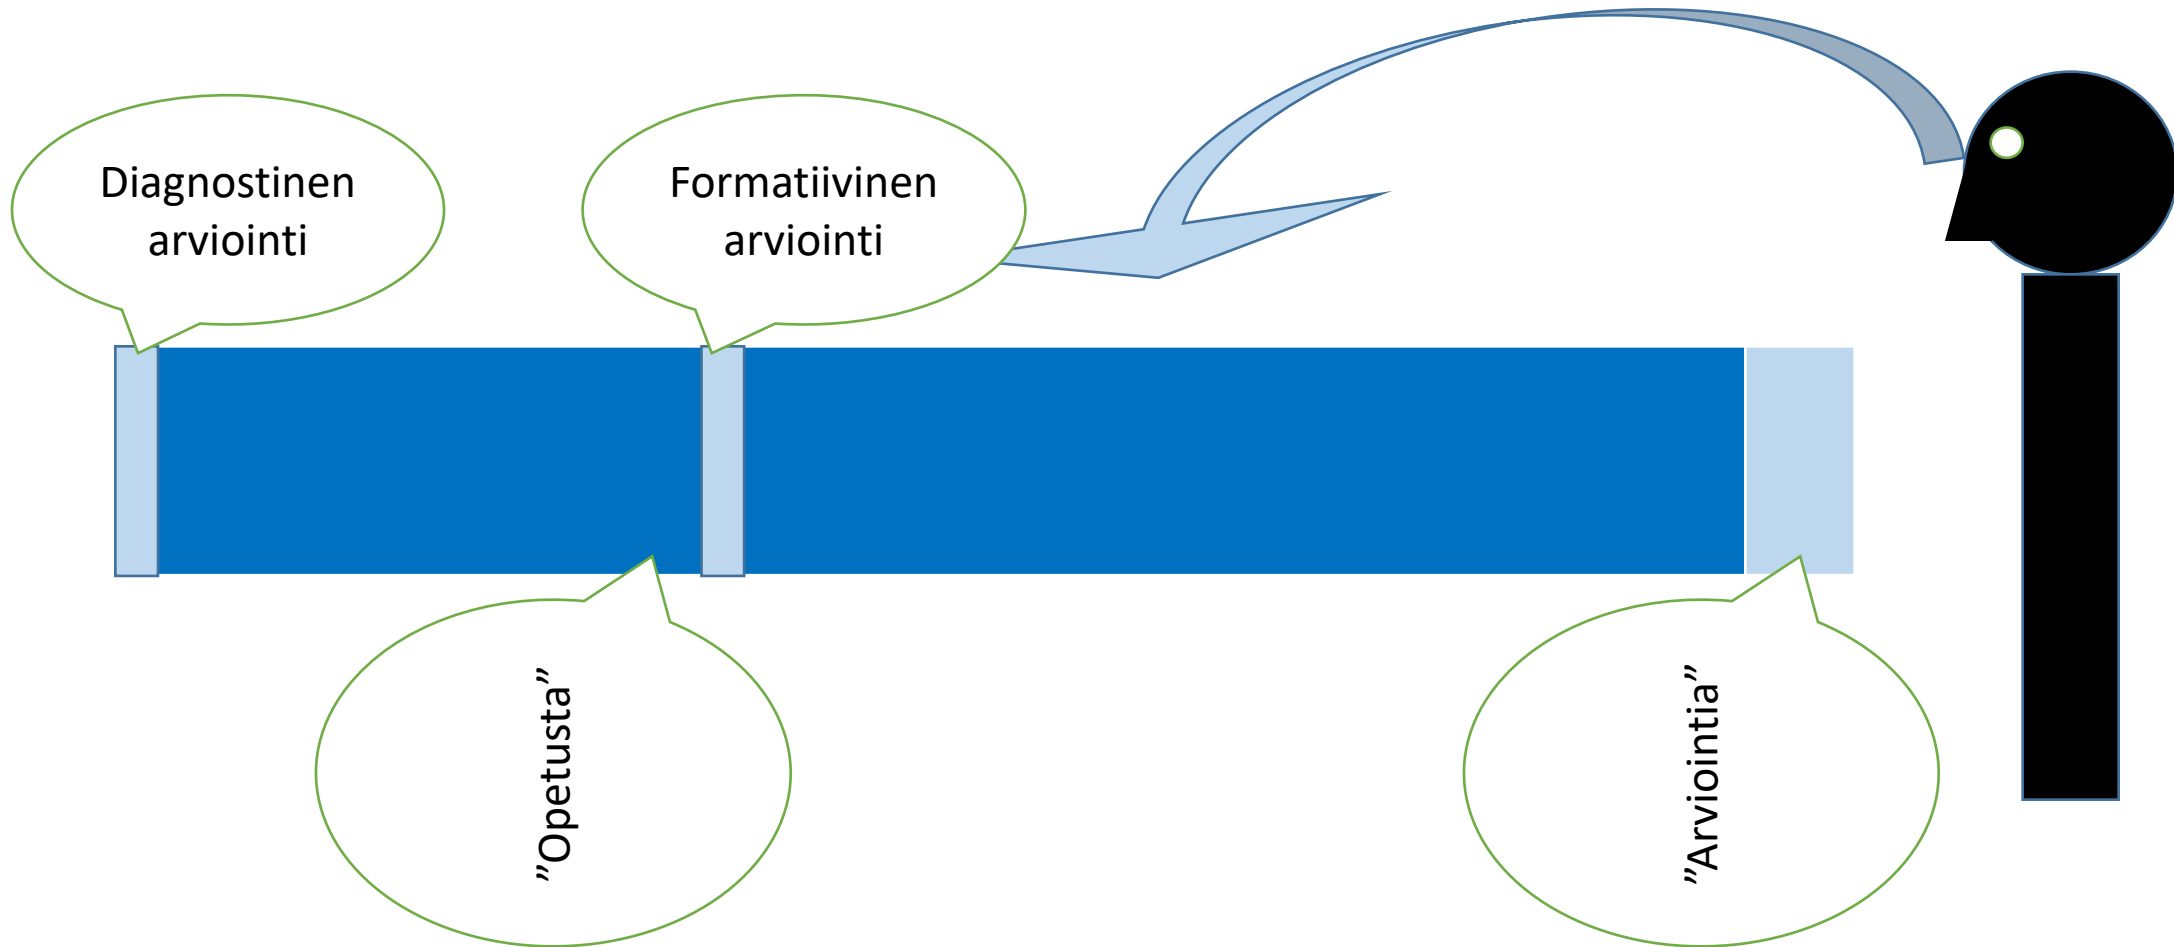 Diagnostinen
arviointi
Formatiivinen
arviointi
”Opetusta”
”Arviointia”